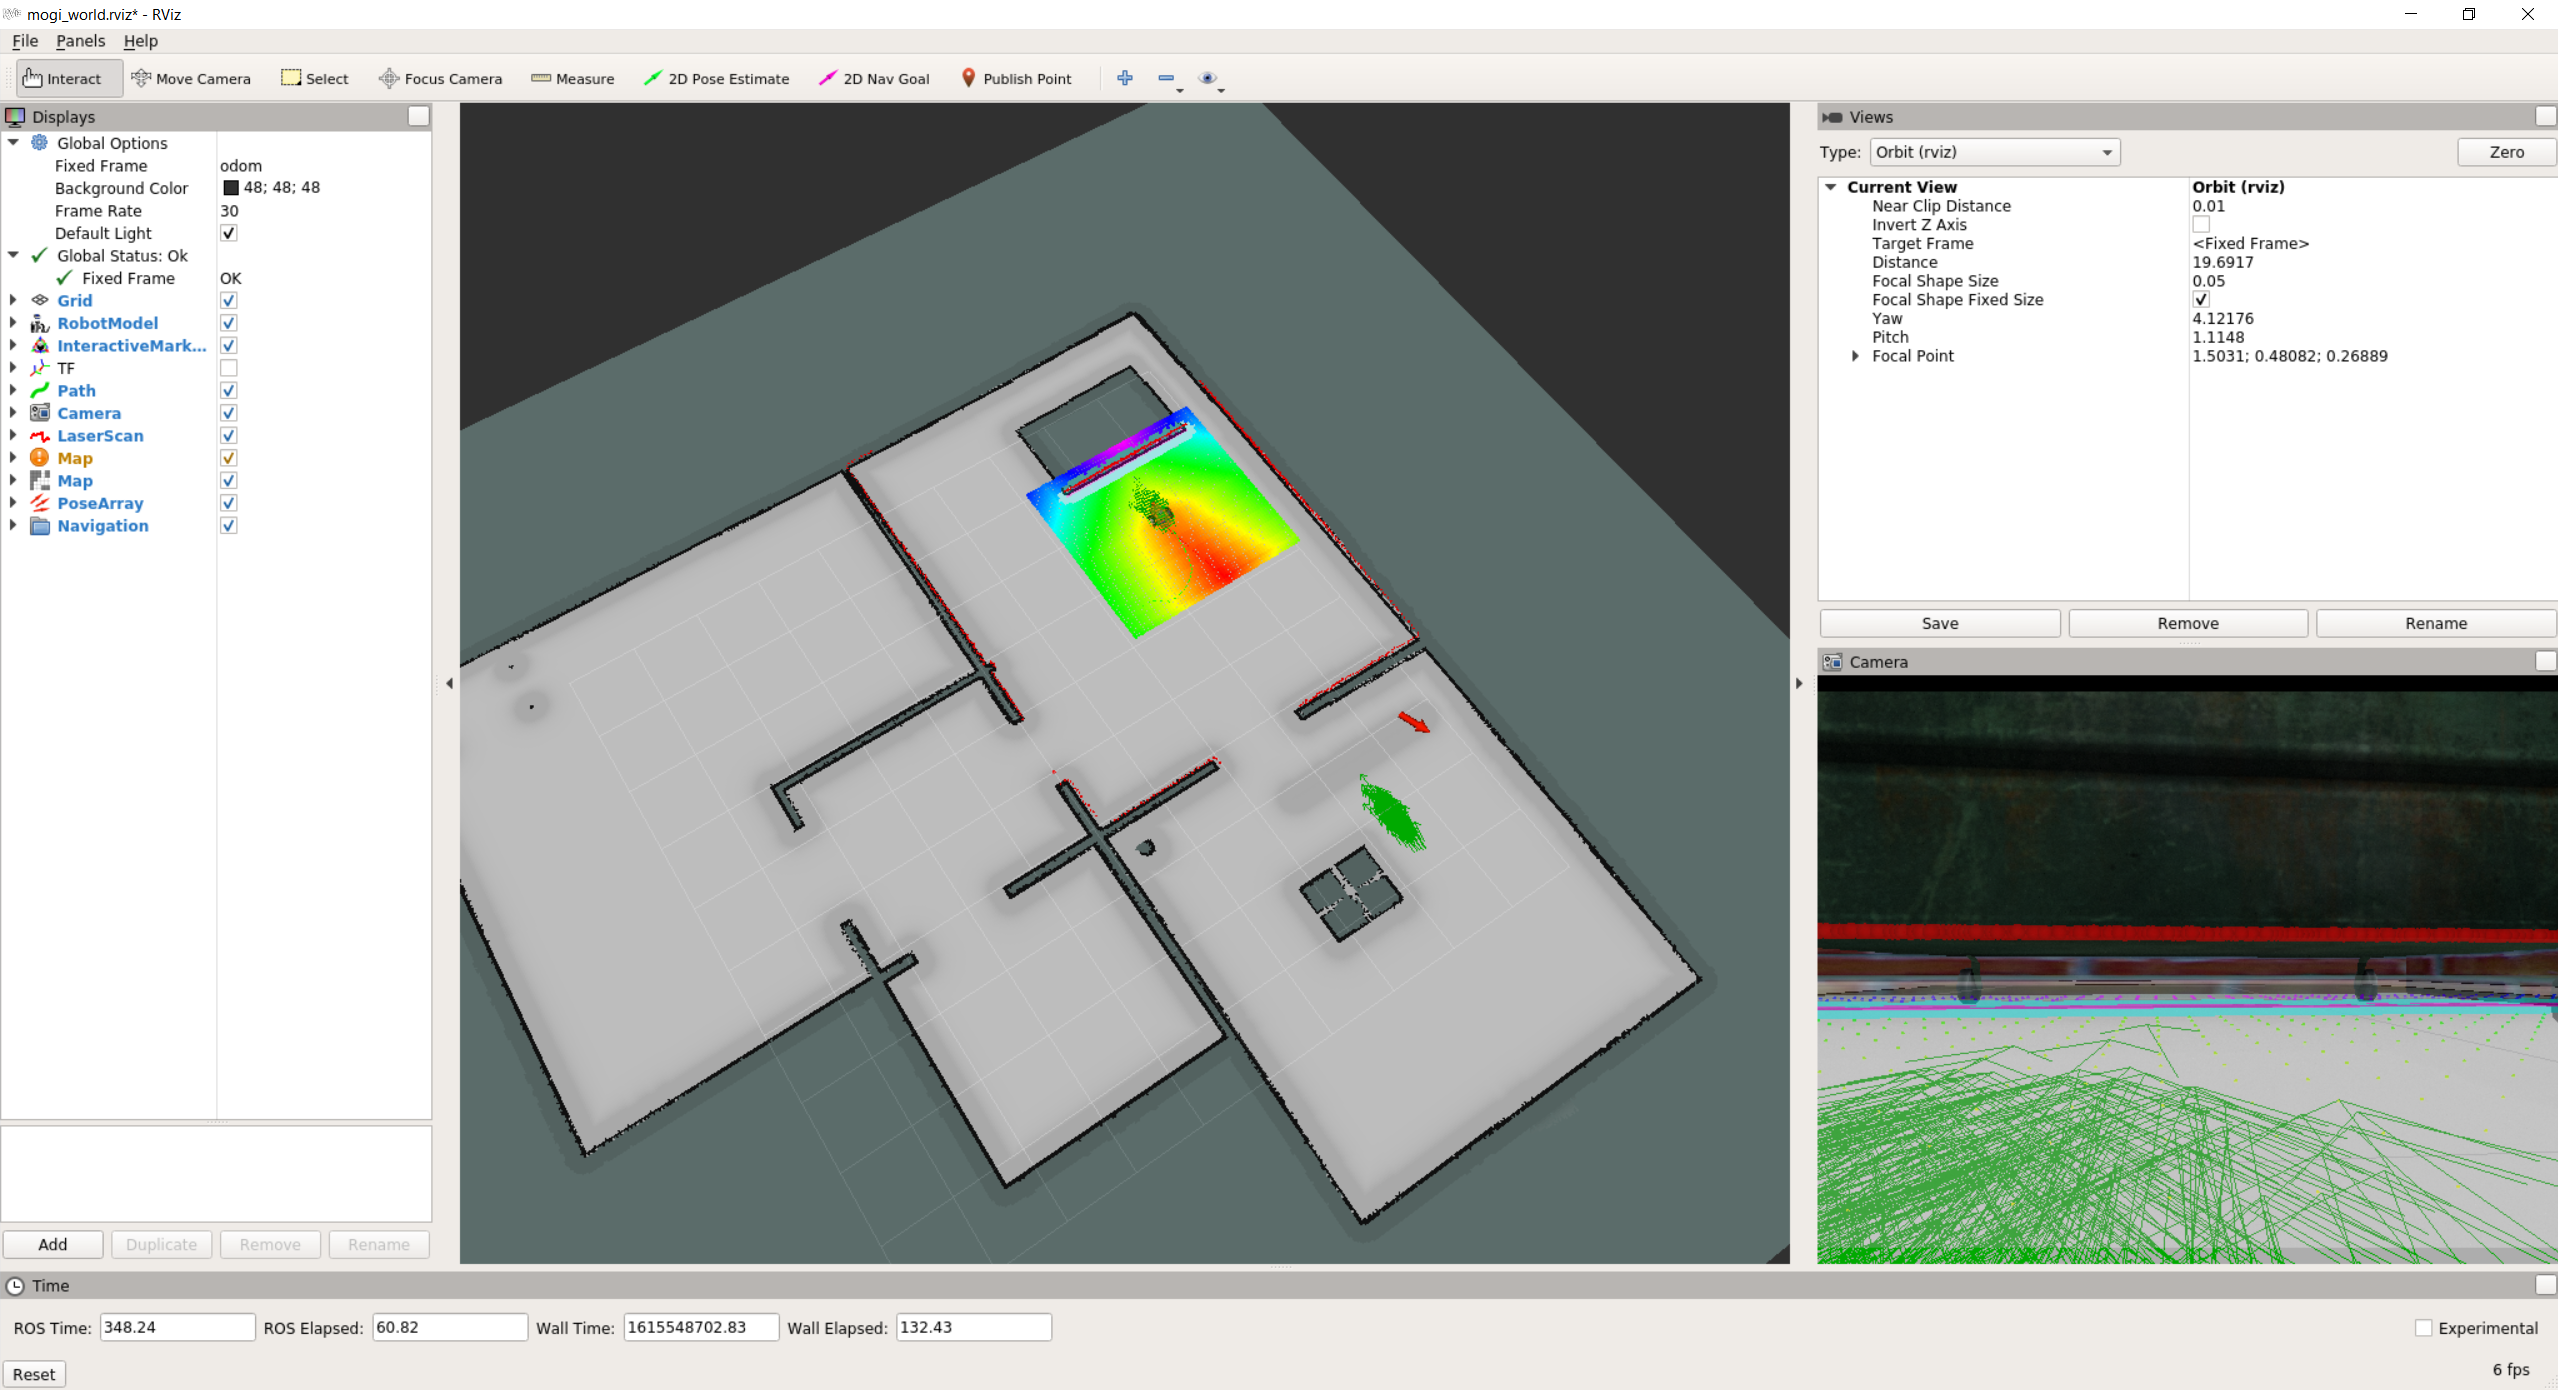 mogi_world.rviz* - RViz
File Panels Help
Interact Move Camera Select Focus Camera Measure 2D Pose Estimate 2D Nav Goal Publish Point
Displays
Global Options
Fixed Frame odom
Background Color 48; 48; 48
Frame Rate 30
Default Light
Global Status: Ok
Fixed Frame OK
Grid
RobotModel
InteractiveMark...
TF
Path
Camera
LaserScan
Map
Map
PoseArray
Navigation
Add Duplicate Remove Rename
Views
Type: Orbit (rviz) Zero
Current View Orbit (rviz)
Near Clip Distance 0.01
Invert Z Axis
Target Frame <Fixed Frame>
Distance 19.6917
Focal Shape Size 0.05
Focal Shape Fixed Size
Yaw 4.12176
Pitch 1.1148
Focal Point 1.5031; 0.48082; 0.26889
Save Remove Rename
Camera
Time
ROS Time: 348.24 ROS Elapsed: 60.82 Wall Time: 1615548702.83 Wall Elapsed: 132.43 Experimental
Reset 6 fps